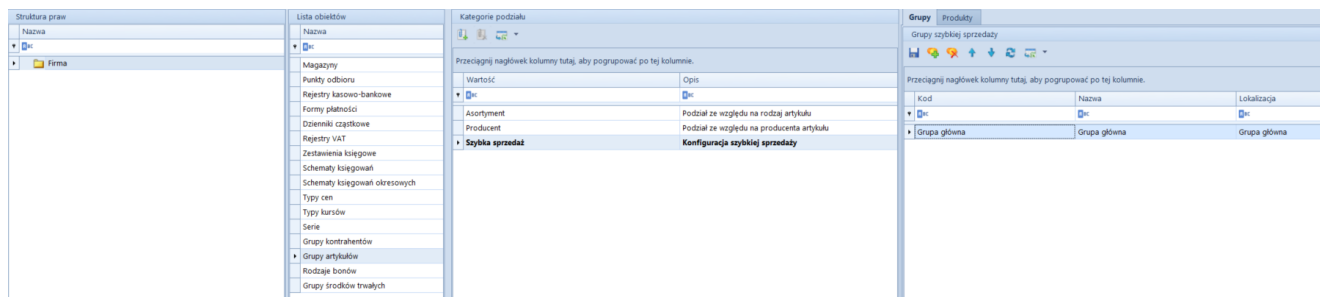 Struktura praw
Nazwa
Firma
Lista obiektów
Nazwa
Magazyny
Punkty odbioru
Rejestry kasowo-bankowe
Formy płatności
Dzienniki cząstkowe
Rejestry VAT
Zestawienia księgowe
Schematy księgowań
Schematy księgowań okresowych
Typy cen
Typy kursów
Serie
Grupy kontrahentów
Grupy artykułów
Rodzaje bonów
Grupy środków trwałych
Kategorie podziału
Przeciągnij nagłówek kolumny tutaj, aby pogrupować po tej kolumnie.
Wartość Opis
Asortyment Podział ze względu na rodzaj artykułu
Producent Podział ze względu na producenta artykułu
Szybka sprzedaż Konfiguracja szybkiej sprzedaży
Grupy Produkty
Grupy szybkiej sprzedaży
Przeciągnij nagłówek kolumny tutaj, aby pogrupować po tej kolumnie.
Kod Nazwa Lokalizacja
Grupa główna Grupa główna Grupa główna